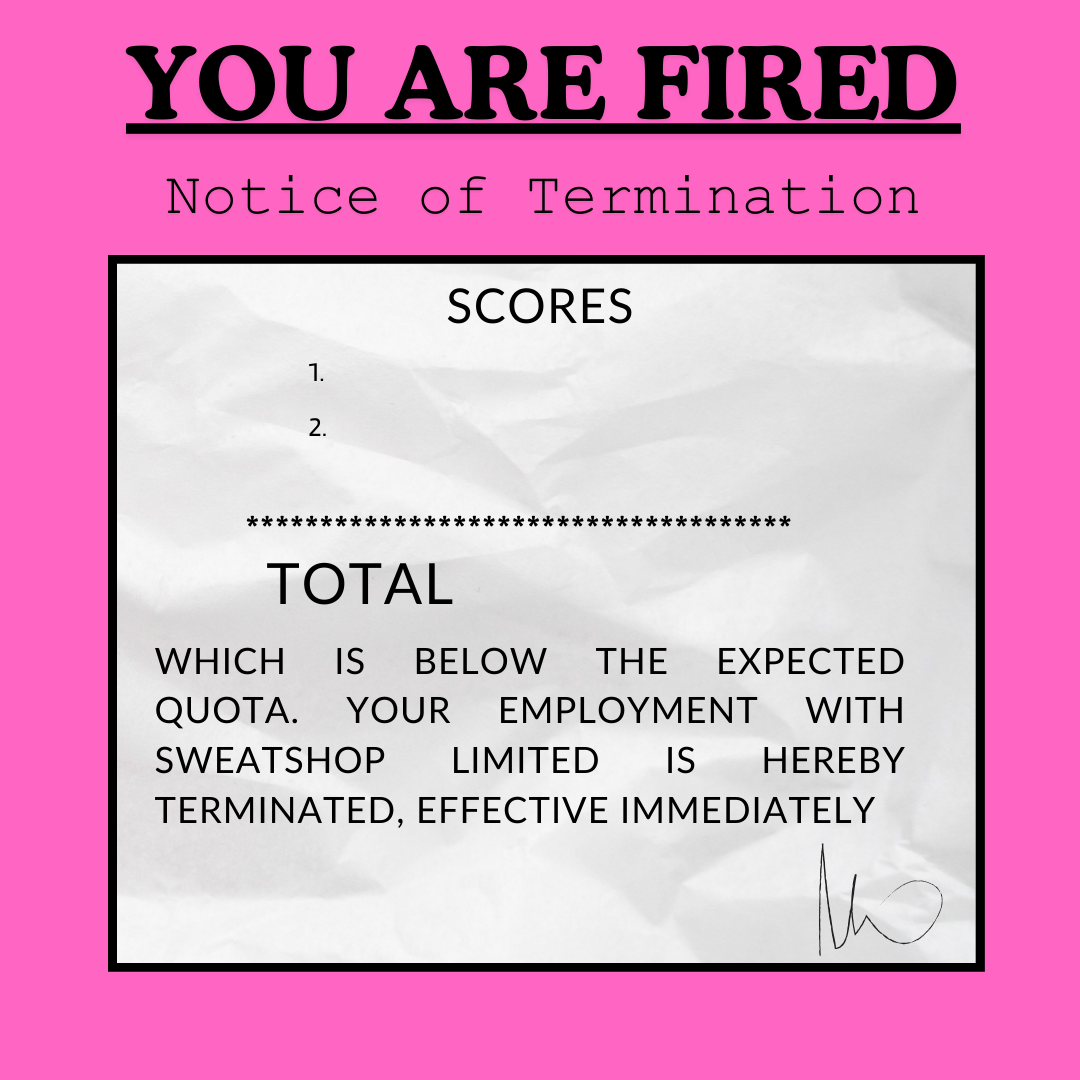 YOU ARE FIRED
Notice of Termination
SCORES
1.
2.
*************************************
TOTAL
WHICH IS BELOW THE EXPECTED
QUOTA. YOUR EMPLOYMENT WITH
SWEATSHOP LIMITED IS HEREBY
TERMINATED, EFFECTIVE IMMEDIATELY